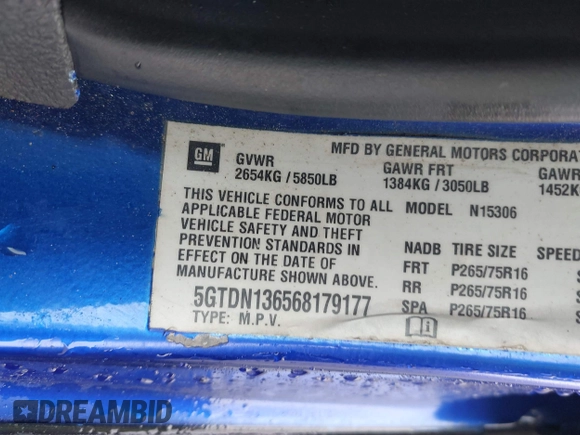 GM
GVWR
2654KG / 5850LB
MFD BY GENERAL MOTORS CORPORAT
GAWR FRT
1384KG / 3050LB
GAWR
1452K
THIS VEHICLE CONFORMS TO ALL
APPLICABLE FEDERAL MOTOR
VEHICLE SAFETY AND THEFT
PREVENTION STANDARDS IN
EFFECT ON THE DATE OF
MANUFACTURE SHOWN ABOVE.
MODEL N15306
NADB TIRE SIZE SPEED
FRT P265/75R16 S
RR P265/75R16
SPA P265/75R16
5GTDN136568179177
TYPE: M.P.V.
DREAMBID